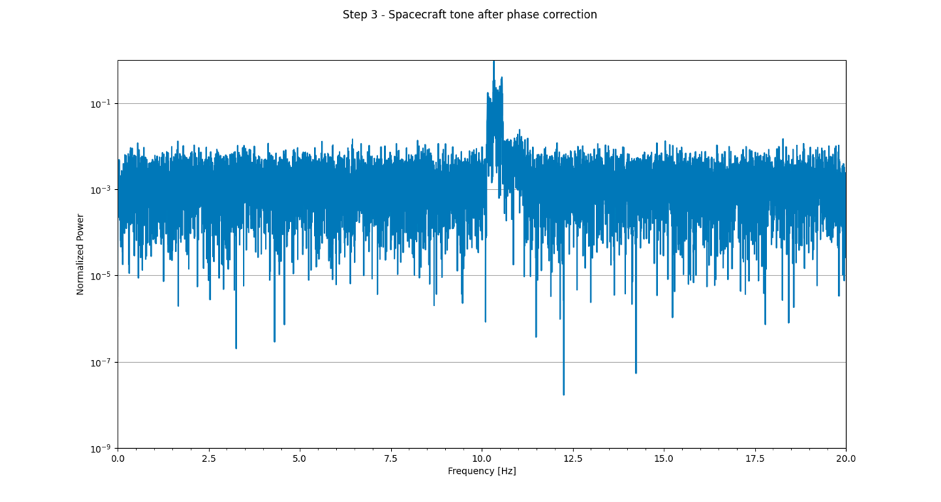 Step 3 - Spacecraft tone after phase correction
10⁻¹
10⁻³
10⁻⁵
10⁻⁷
10⁻⁹
Normalized Power
0.0 2.5 5.0 7.5 10.0 12.5 15.0 17.5 20.0
Frequency [Hz]